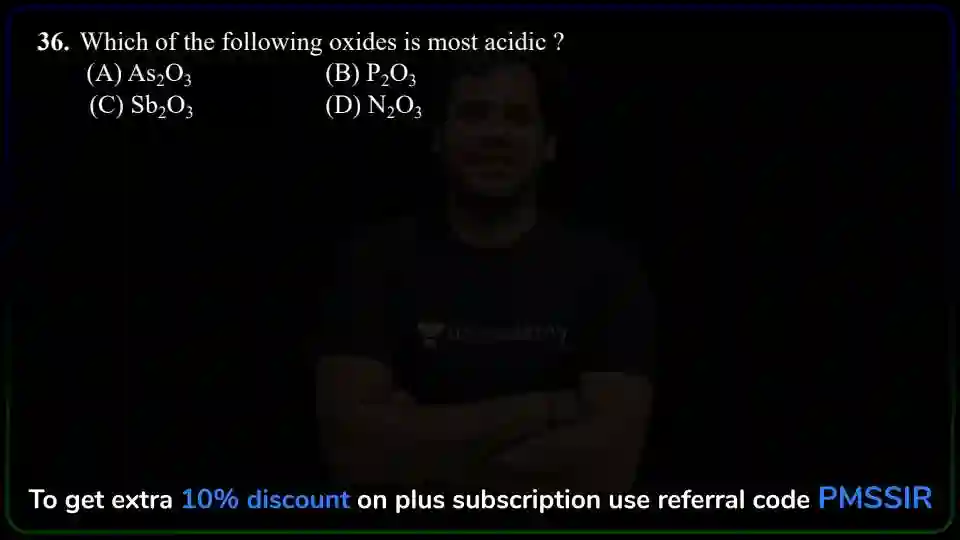 36. Which of the following oxides is most acidic ?
(A) As₂O₃ (B) P₂O₃
(C) Sb₂O₃ (D) N₂O₃
To get extra 10% discount on plus subscription use referral code PMSSIR